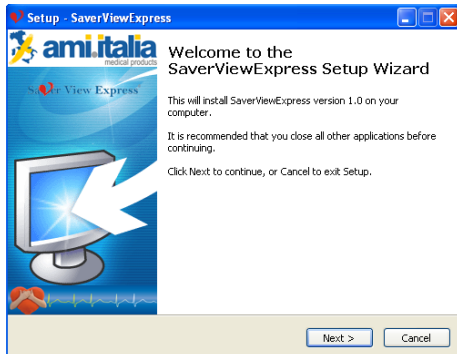 Setup - SaverViewExpress
ami.italia
medical products
Saver View Express
Welcome to the
SaverViewExpress Setup Wizard
This will install SaverViewExpress version 1.0 on your
computer.
It is recommended that you close all other applications before
continuing.
Click Next to continue, or Cancel to exit Setup.
Next >
Cancel